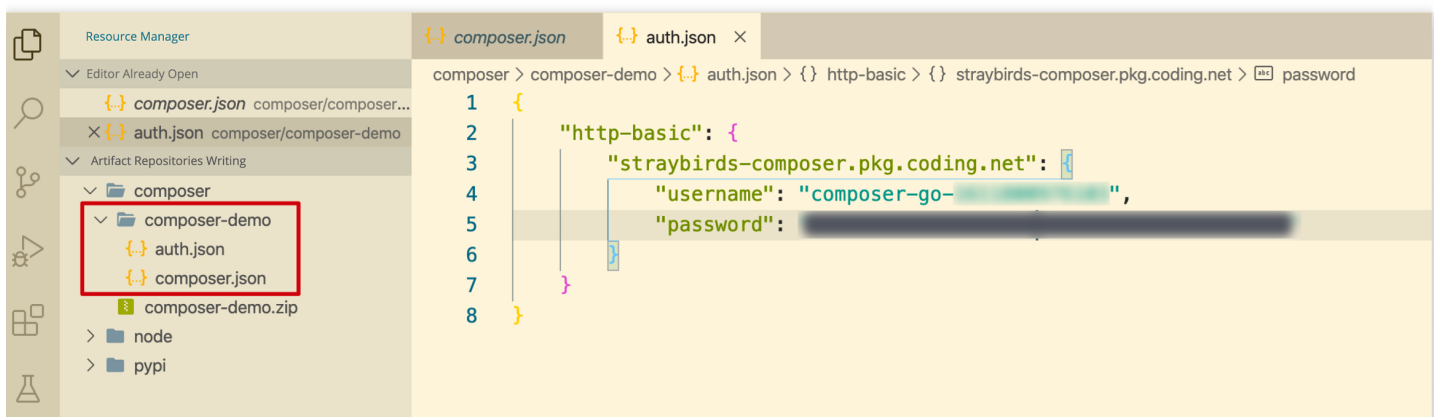 Resource Manager
Editor Already Open
{..} composer.json composer/composer...
× {..} auth.json composer/composer-demo
Artifact Repositories Writing
composer
composer-demo
{..} auth.json
{..} composer.json
composer-demo.zip
node
pypi
{..} composer.json
{..} auth.json ×
composer > composer-demo > {..} auth.json > {} http-basic > {} straybirds-composer.pkg.coding.net > abc password
1 {
2 "http-basic": {
3 "straybirds-composer.pkg.coding.net": {
4 "username": "composer-go-",
5 "password":
6 }
7 }
8 }